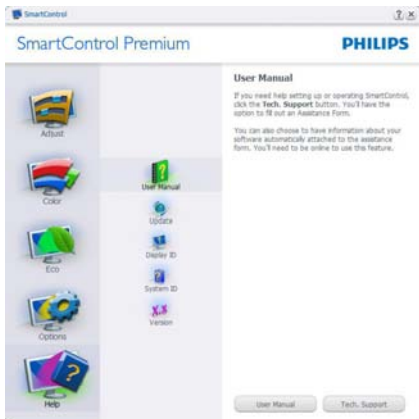 SmartControl
SmartControl Premium
PHILIPS
Adjust
Color
Eco
Options
Help
User Manual
Update
Display ID
System ID
Version
User Manual
If you need help setting up or operating SmartControl,
click the Tech. Support button. You'll have the
option to fill out an Assistance Form.
You can also choose to have information about your
software automatically attached to the assistance
form. You'll need to be online to use this feature.
User Manual
Tech. Support